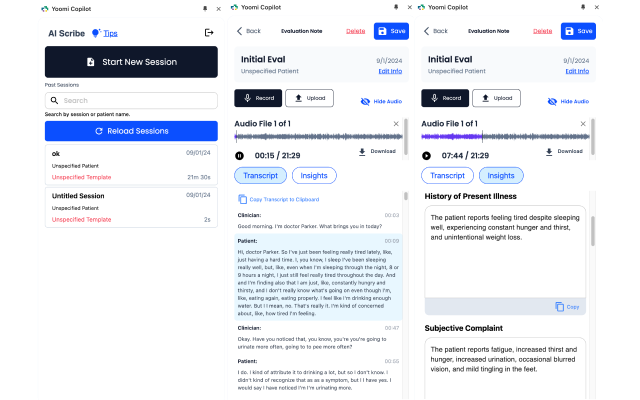 Yoomi Copilot
AI Scribe
Tips
Start New Session
Past Sessions
Search
Search by session or patient name.
Reload Sessions
ok
09/01/24
Unspecified Patient
Unspecified Template
21m 30s
Untitled Session
09/01/24
Unspecified Patient
Unspecified Template
2s
Yoomi Copilot
Back
Evaluation Note
Delete
Save
Initial Eval
9/1/2024
Unspecified Patient
Edit Info
Record
Upload
Hide Audio
Audio File 1 of 1
00:15 / 21:29
Download
Transcript
Insights
Copy Transcript to Clipboard
Clinician:
00:03
Good morning. I'm doctor Parker. What brings you in today?
Patient:
00:09
Hi, doctor Parker. So I've just been feeling really tired lately, like,
just having a hard time. I, you know, I sleep I've been sleeping
really well, but, like, even when I'm sleeping through the night, 8 or
9 hours a night, I just still feel really tired throughout the day. And
and I'm finding also that I am just, like, constantly hungry and
thirsty, and I don't really know what's going on even though I'm,
like, eating again, eating properly. I feel like I'm drinking enough
water. But I I mean, no. That's really it. I'm kind of concerned
about, like, how tired I'm feeling.
Clinician:
00:47
Okay. Have you noticed that, you know, you're you're going to
urinate more often, going to to pee more often?
Patient:
00:55
I do. I kind of attribute it to drinking a lot, but so I don't know. I
didn't kind of recognize that as as a symptom, but I I have yes. I
would say I have noticed I'm I'm urinating more.
Yoomi Copilot
Back
Evaluation Note
Delete
Save
Initial Eval
9/1/2024
Unspecified Patient
Edit Info
Record
Upload
Hide Audio
Audio File 1 of 1
07:44 / 21:29
Download
Transcript
Insights
History of Present Illness
The patient reports feeling tired despite sleeping
well, experiencing constant hunger and thirst,
and unintentional weight loss.
Copy
Subjective Complaint
The patient reports fatigue, increased thirst and
hunger, increased urination, occasional blurred
vision, and mild tingling in the feet.